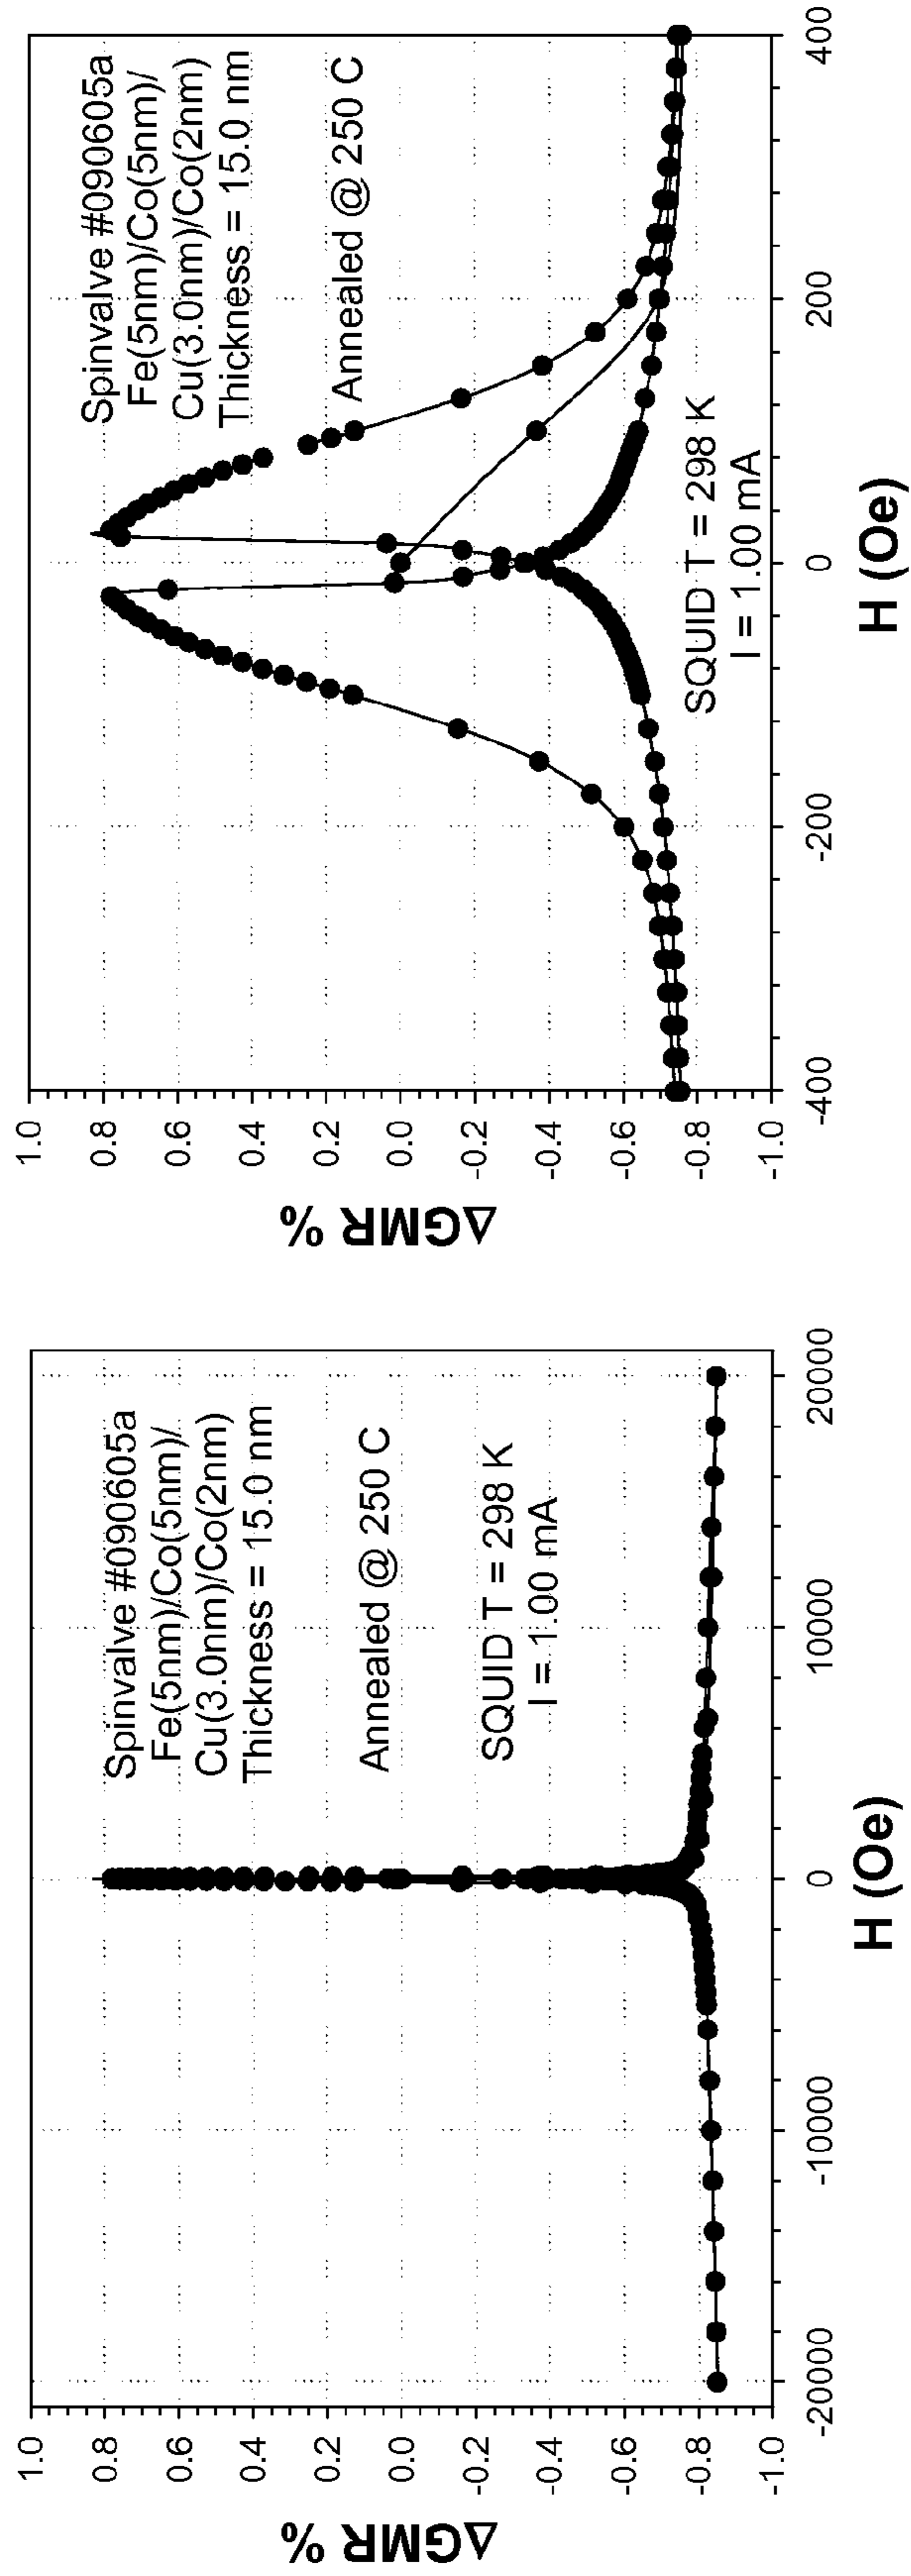 1.0
0.8
0.6
0.4
0.2
0.0
-0.2
-0.4
-0.6
-0.8
-1.0
ΔGMR %
-20000
-10000
0
10000
20000
H (Oe)
Spinvalve #090605a
Fe(5nm)/Co(5nm)/
Cu(3.0nm)/Co(2nm)
Thickness = 15.0 nm
Annealed @ 250 C
SQUID T = 298 K
I = 1.00 mA
1.0
0.8
0.6
0.4
0.2
0.0
-0.2
-0.4
-0.6
-0.8
-1.0
ΔGMR %
-400
-200
0
200
400
H (Oe)
Spinvalve #090605a
Fe(5nm)/Co(5nm)/
Cu(3.0nm)/Co(2nm)
Thickness = 15.0 nm
Annealed @ 250 C
SQUID T = 298 K
I = 1.00 mA